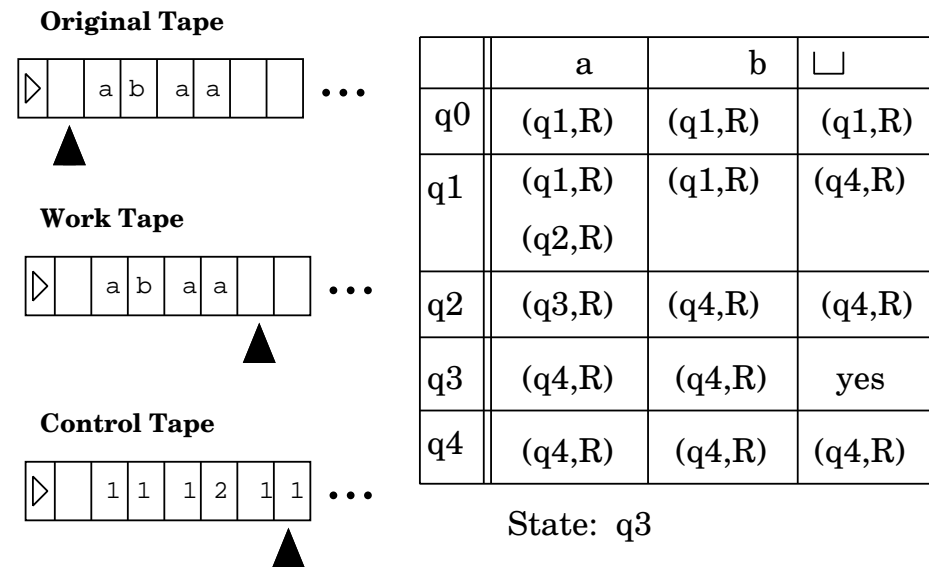 Original Tape
▷ a b a a ...
Work Tape
▷ a b a a ...
Control Tape
▷ 1 1 1 2 1 1 ...
a b ⊔
q0 (q1,R) (q1,R) (q1,R)
q1 (q1,R) (q1,R) (q4,R)
(q2,R)
q2 (q3,R) (q4,R) (q4,R)
q3 (q4,R) (q4,R) yes
q4 (q4,R) (q4,R) (q4,R)
State: q3